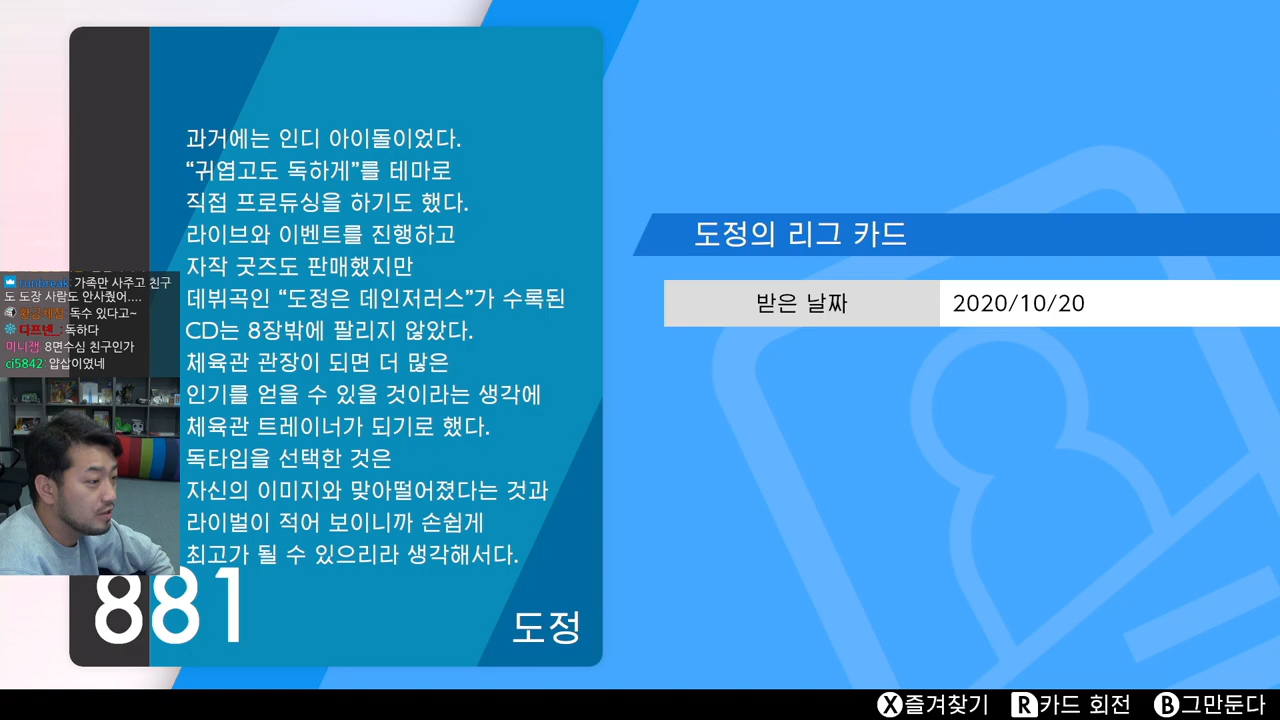 과거에는 인디 아이돌이었다.
“귀엽고도 독하게”를 테마로
직접 프로듀싱을 하기도 했다.
라이브와 이벤트를 진행하고
자작 굿즈도 판매했지만
데뷔곡인 “도정은 데인저러스”가 수록된
CD는 8장밖에 팔리지 않았다.
체육관 관장이 되면 더 많은
인기를 얻을 수 있을 것이라는 생각에
체육관 트레이너가 되기로 했다.
독타입을 선택한 것은
자신의 이미지와 맞아떨어졌다는 것과
라이벌이 적어 보이니까 손쉽게
최고가 될 수 있으리라 생각해서다.
881
도정
도정의 리그 카드
받은 날짜
2020/10/20
runbreak: 가족만 사주고 친구
도 도장 사람도 안사줬어....
독수 있다고~
독하다
미니잼: 8면수심 친구인가
ci5842: 얍삽이였네
X 즐겨찾기
R 카드 회전
B 그만둔다